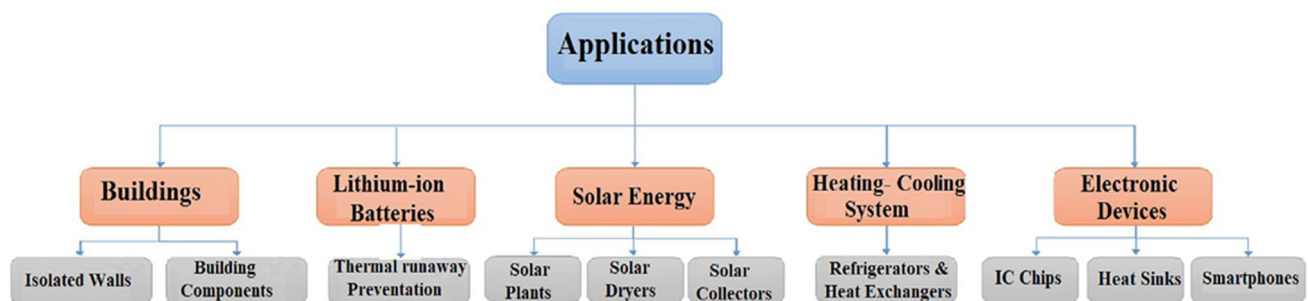 Applications
Buildings
Lithium-ion
Batteries
Solar Energy
Heating- Cooling
System
Electronic
Devices
Isolated Walls
Building
Components
Thermal runaway
Preventation
Solar
Plants
Solar
Dryers
Solar
Collectors
Refrigerators &
Heat Exchangers
IC Chips
Heat Sinks
Smartphones